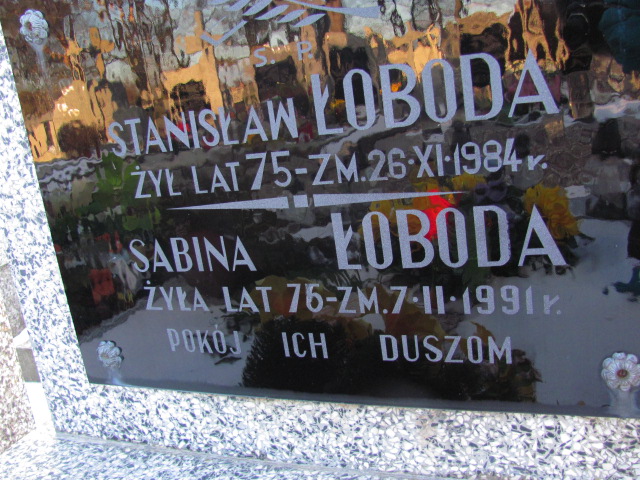 Ś. P.
STANISŁAW ŁOBODA
ŻYŁ LAT 75-ZM. 26·XI·1984 r.
SABINA ŁOBODA
ŻYŁA LAT 76-ZM. 7·II·1991 r.
POKÓJ ICH DUSZOM